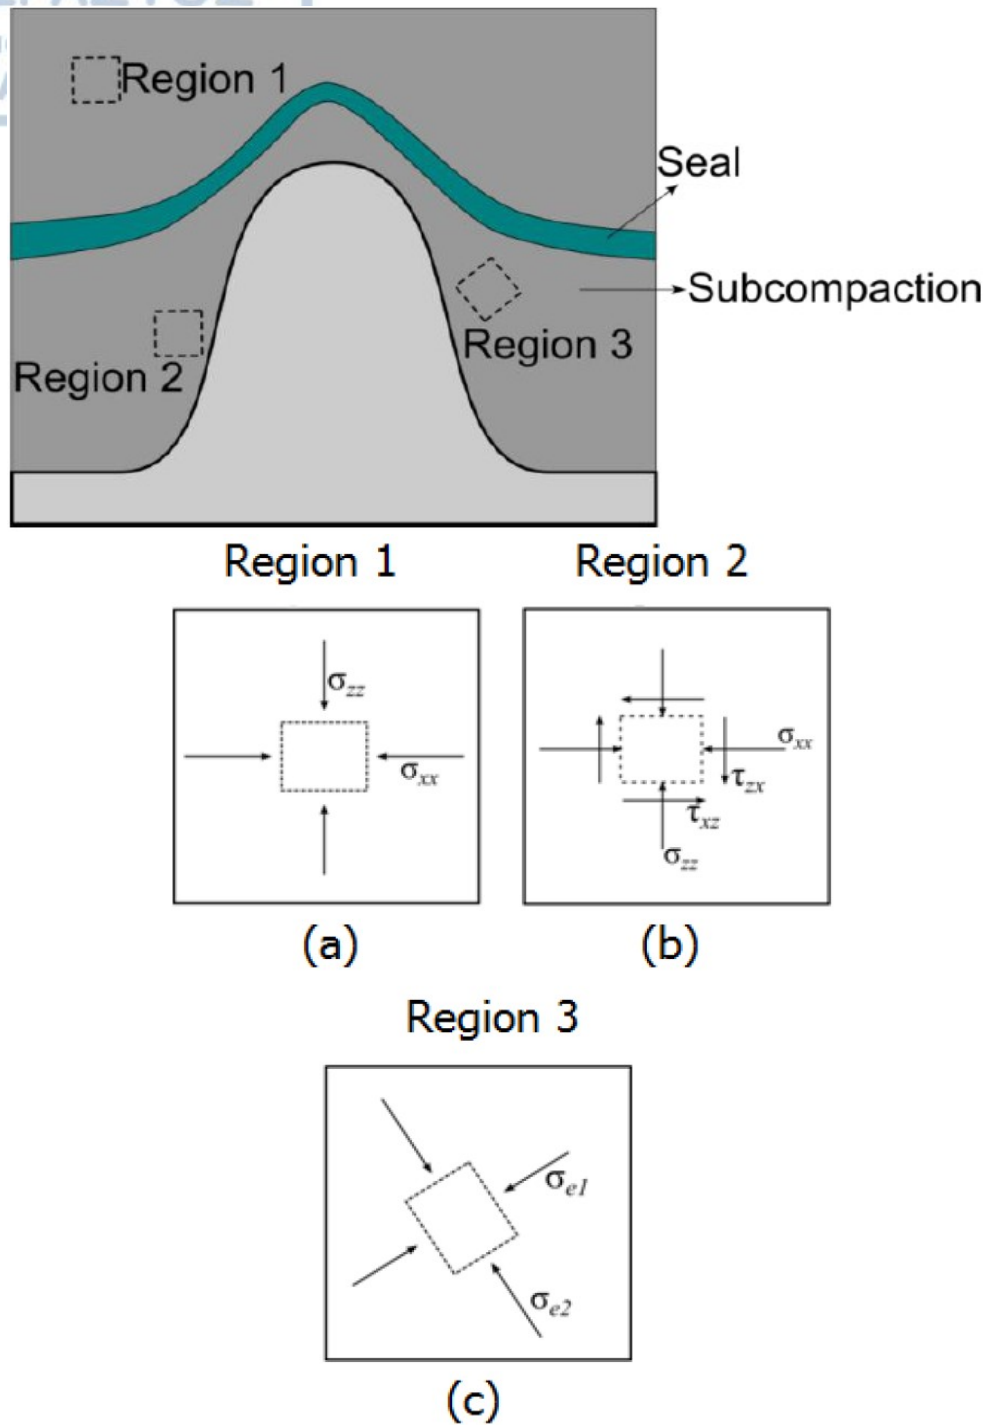 Region 1
Seal
Subcompaction
Region 3
Region 2
Region 1 Region 2
σzz
σxx
σxx
τzx
τxz
σzz
(a) (b)
Region 3
σe1
σe2
(c)